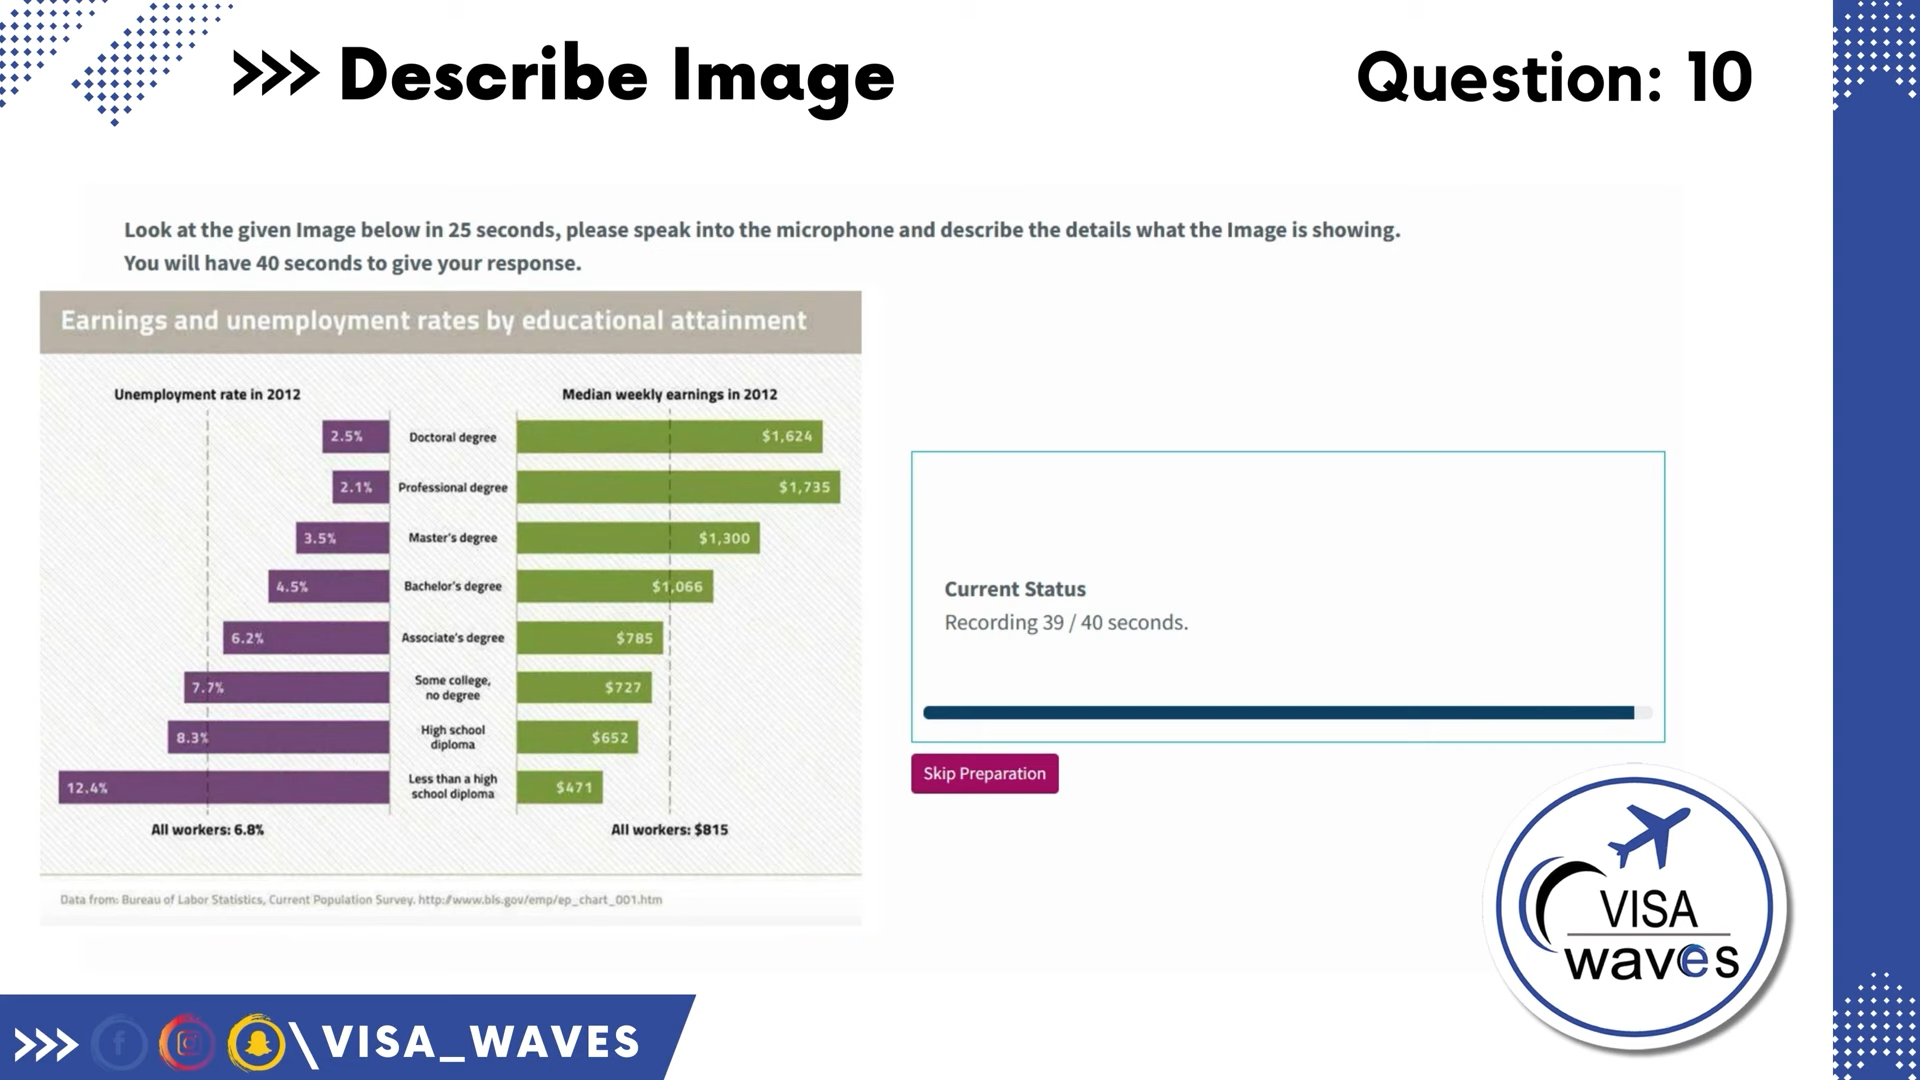 >>> Describe Image
Question: 10
Look at the given Image below in 25 seconds, please speak into the microphone and describe the details what the Image is showing.
You will have 40 seconds to give your response.
Earnings and unemployment rates by educational attainment
Unemployment rate in 2012
Median weekly earnings in 2012
2.5% Doctoral degree $1,624
2.1% Professional degree $1,735
3.5% Master's degree $1,300
4.5% Bachelor's degree $1,066
6.2% Associate's degree $785
7.7% Some college, $727
no degree
8.3% High school $652
diploma
12.4% Less than a high $471
school diploma
All workers: 6.8%
All workers: $815
Data from: Bureau of Labor Statistics, Current Population Survey. http://www.bls.gov/emp/ep_chart_001.htm
Current Status
Recording 39 / 40 seconds.
Skip Preparation
VISA
waves
>>> \VISA_WAVES